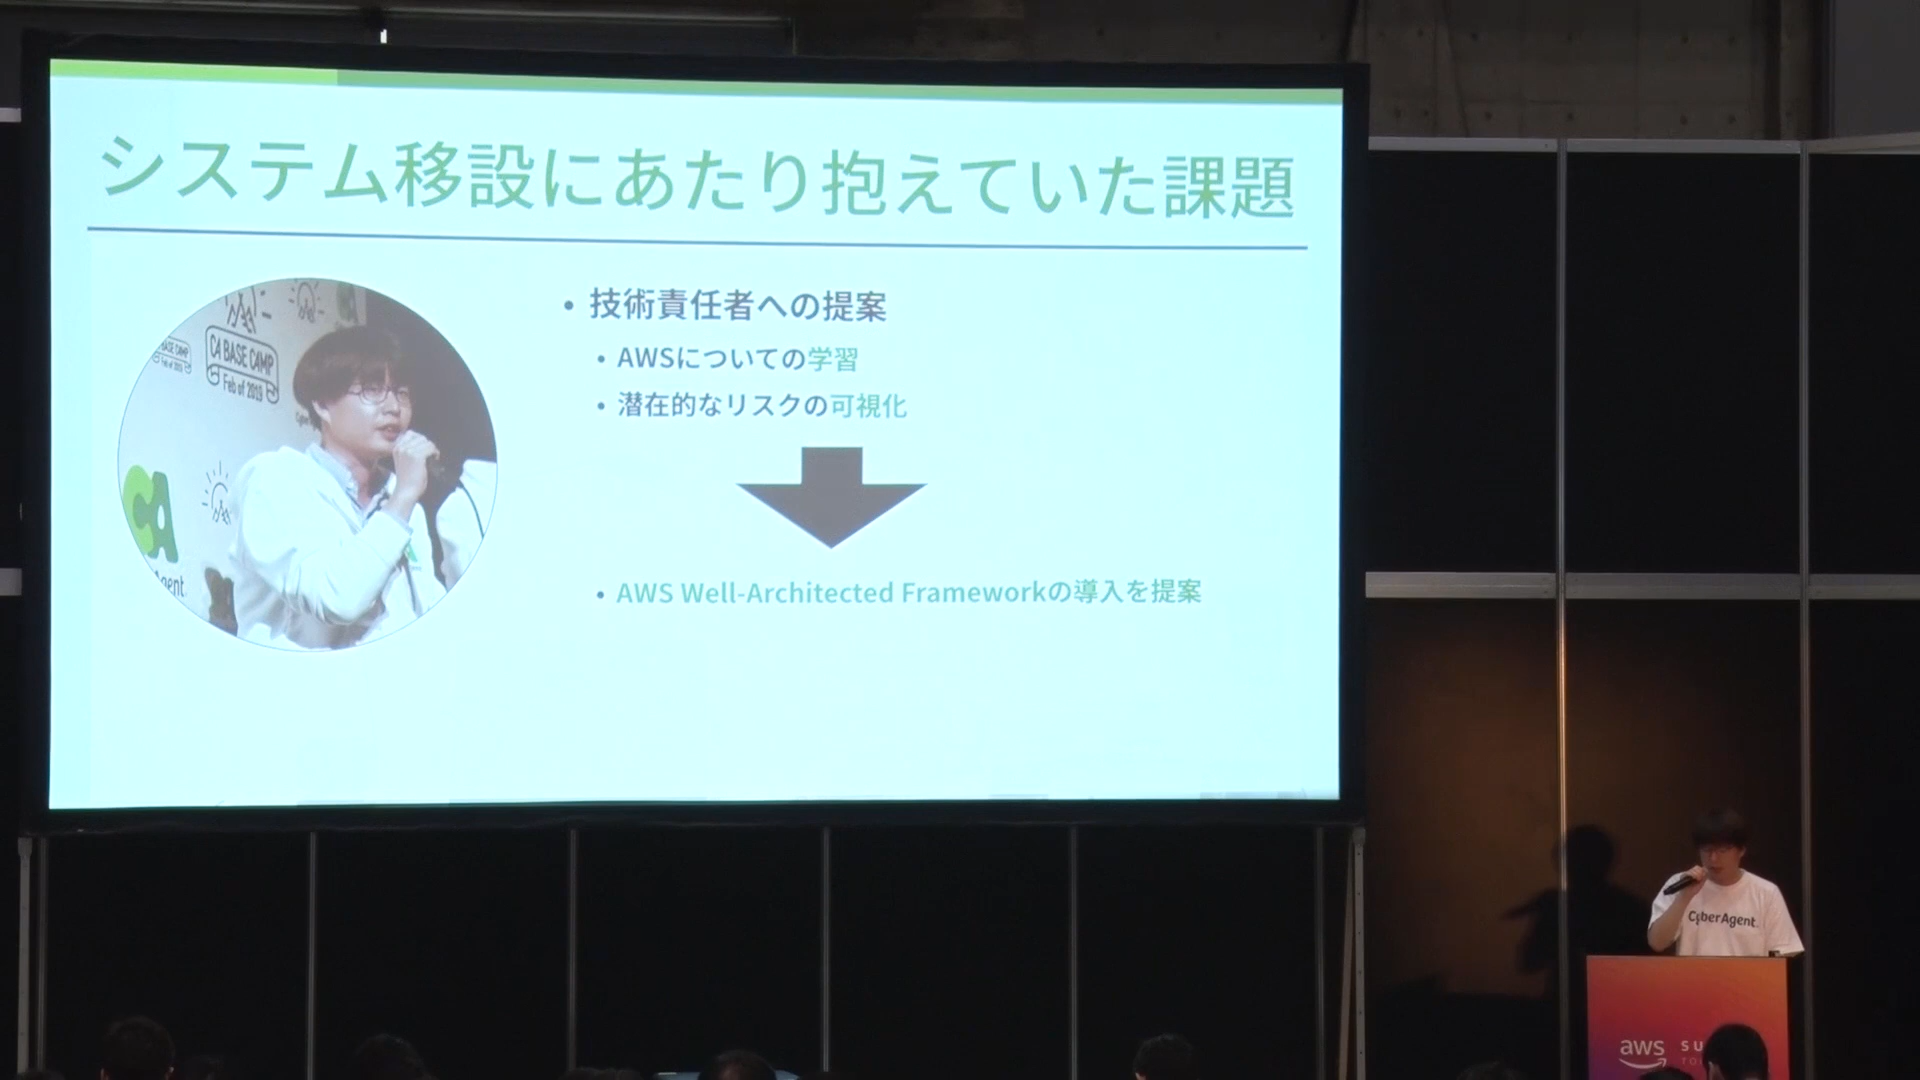 システム移設にあたり抱えていた課題
• 技術責任者への提案
• AWSについての学習
• 潜在的なリスクの可視化
• AWS Well-Architected Frameworkの導入を提案
CA BASE CAMP
Feb of 2019
BASE CAMP
CA
CyberAgent
aws